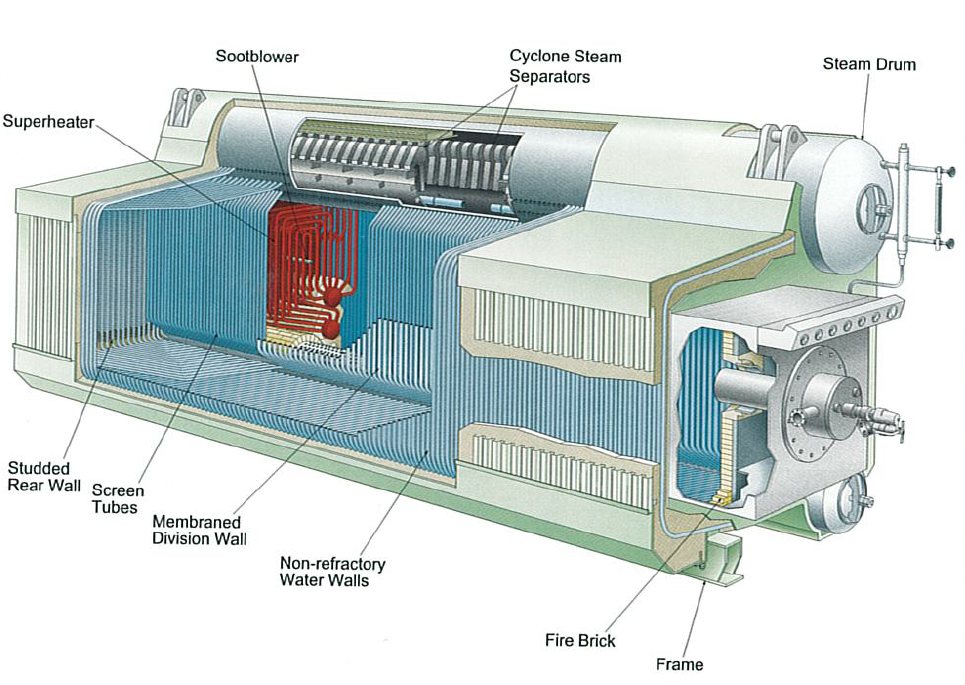 Sootblower
Cyclone Steam
Separators
Steam Drum
Superheater
Studded
Rear Wall
Screen
Tubes
Membraned
Division Wall
Non-refractory
Water Walls
Fire Brick
Frame